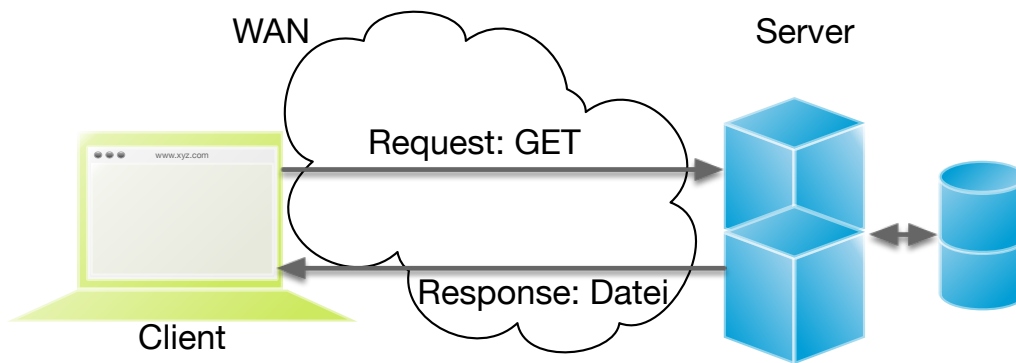 WAN
Server
Request: GET
www.xyz.com
Response: Datei
Client